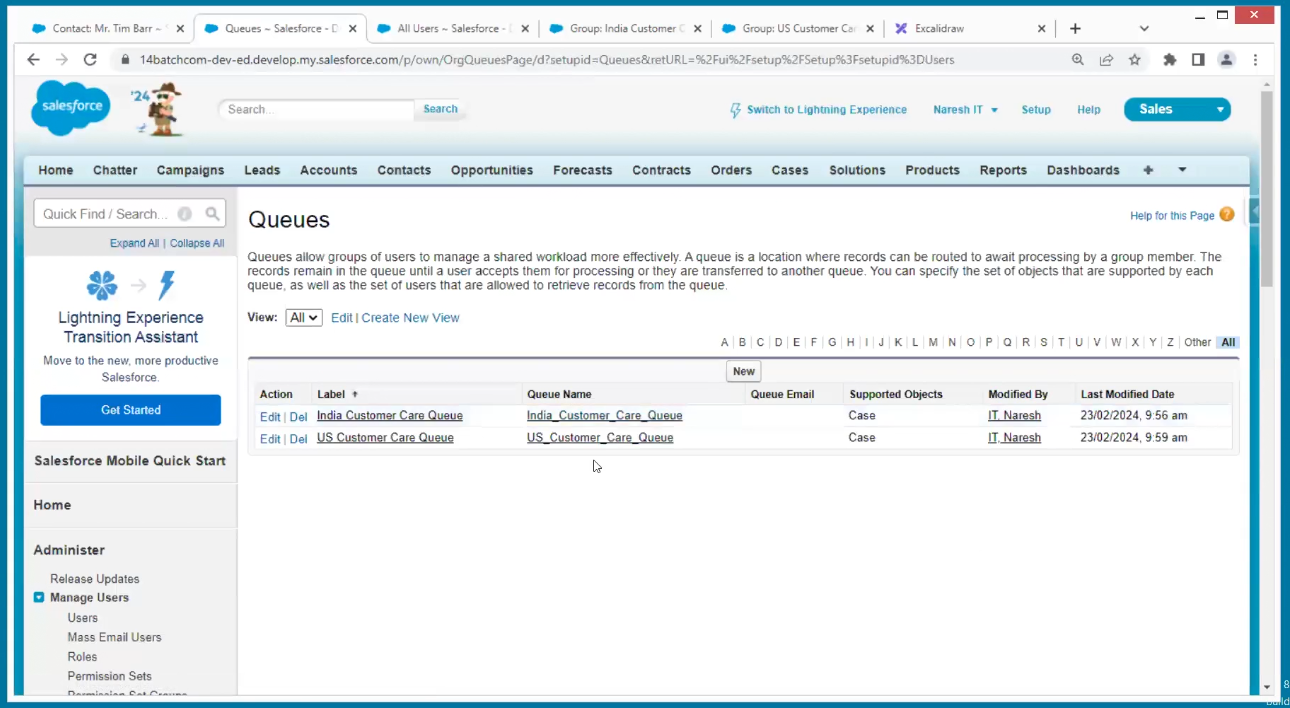 Contact: Mr. Tim Barr ~
Queues ~ Salesforce - D
All Users ~ Salesforce -
Group: India Customer C
Group: US Customer Ca
Excalidraw
14batchcom-dev-ed.develop.my.salesforce.com/p/own/OrgQueuesPage/d?setupid=Queues&retURL=%2Fui%2Fsetup%2FSetup%3Fsetupid%3DUsers
salesforce
'24
Search...
Search
Switch to Lightning Experience
Naresh IT
Setup
Help
Sales
Home
Chatter
Campaigns
Leads
Accounts
Contacts
Opportunities
Forecasts
Contracts
Orders
Cases
Solutions
Products
Reports
Dashboards
Quick Find / Search...
Expand All | Collapse All
Lightning Experience
Transition Assistant
Move to the new, more productive
Salesforce.
Get Started
Salesforce Mobile Quick Start
Home
Administer
Release Updates
Manage Users
Users
Mass Email Users
Roles
Permission Sets
Permission Set Groups
Queues
Help for this Page
Queues allow groups of users to manage a shared workload more effectively. A queue is a location where records can be routed to await processing by a group member. The
records remain in the queue until a user accepts them for processing or they are transferred to another queue. You can specify the set of objects that are supported by each
queue, as well as the set of users that are allowed to retrieve records from the queue.
View: All Edit | Create New View
A | B | C | D | E | F | G | H | I | J | K | L | M | N | O | P | Q | R | S | T | U | V | W | X | Y | Z | Other All
New
Action Label Queue Name Queue Email Supported Objects Modified By Last Modified Date
Edit | Del India Customer Care Queue India_Customer_Care_Queue Case IT, Naresh 23/02/2024, 9:56 am
Edit | Del US Customer Care Queue US_Customer_Care_Queue Case IT, Naresh 23/02/2024, 9:59 am